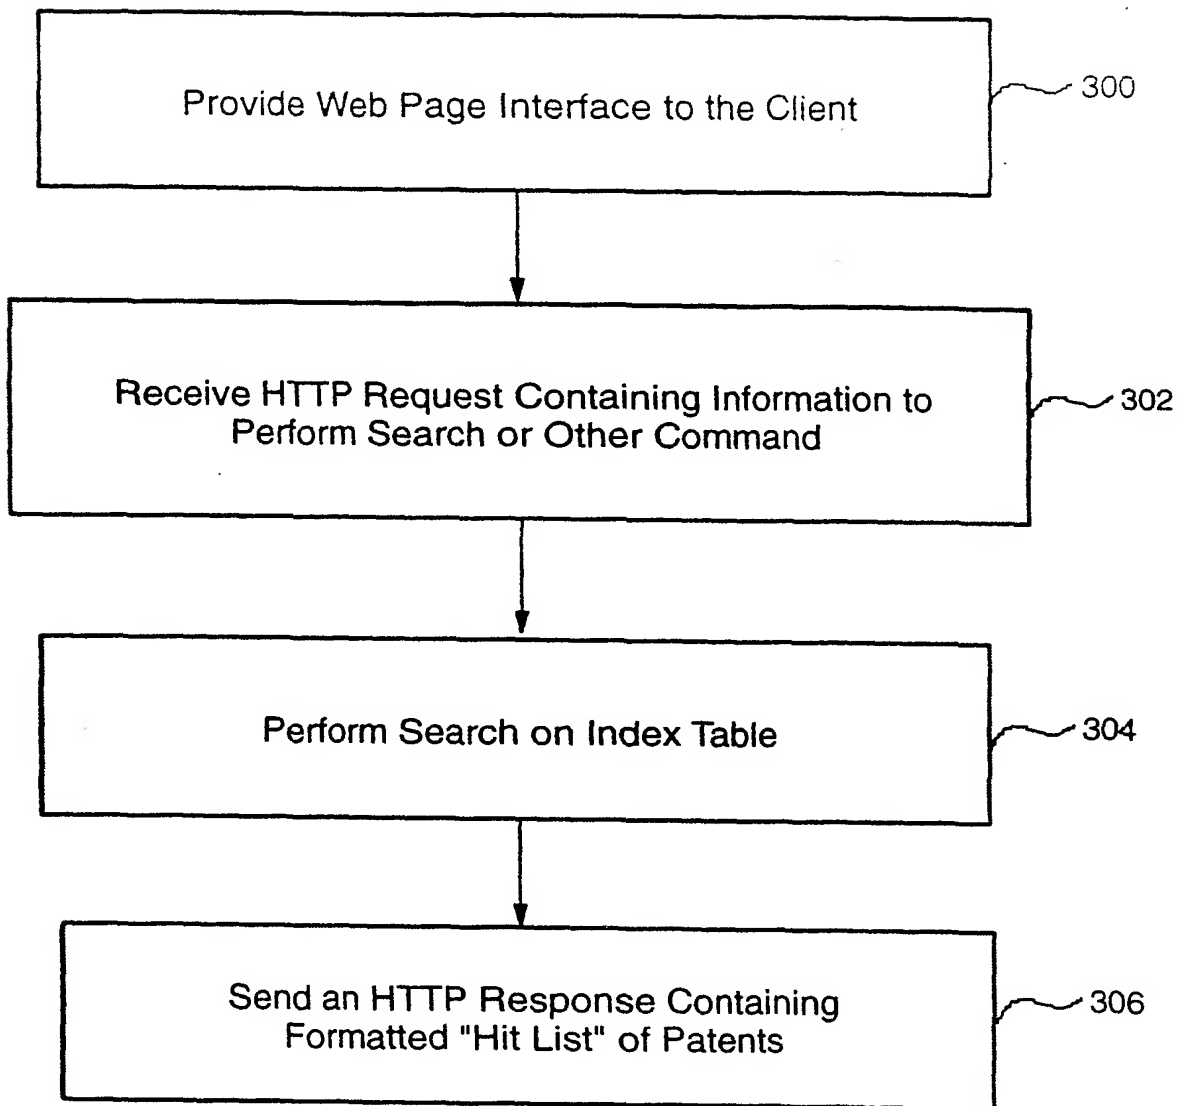 Provide Web Page Interface to the Client
300
Receive HTTP Request Containing Information to
Perform Search or Other Command
302
Perform Search on Index Table
304
Send an HTTP Response Containing
Formatted "Hit List" of Patents
306